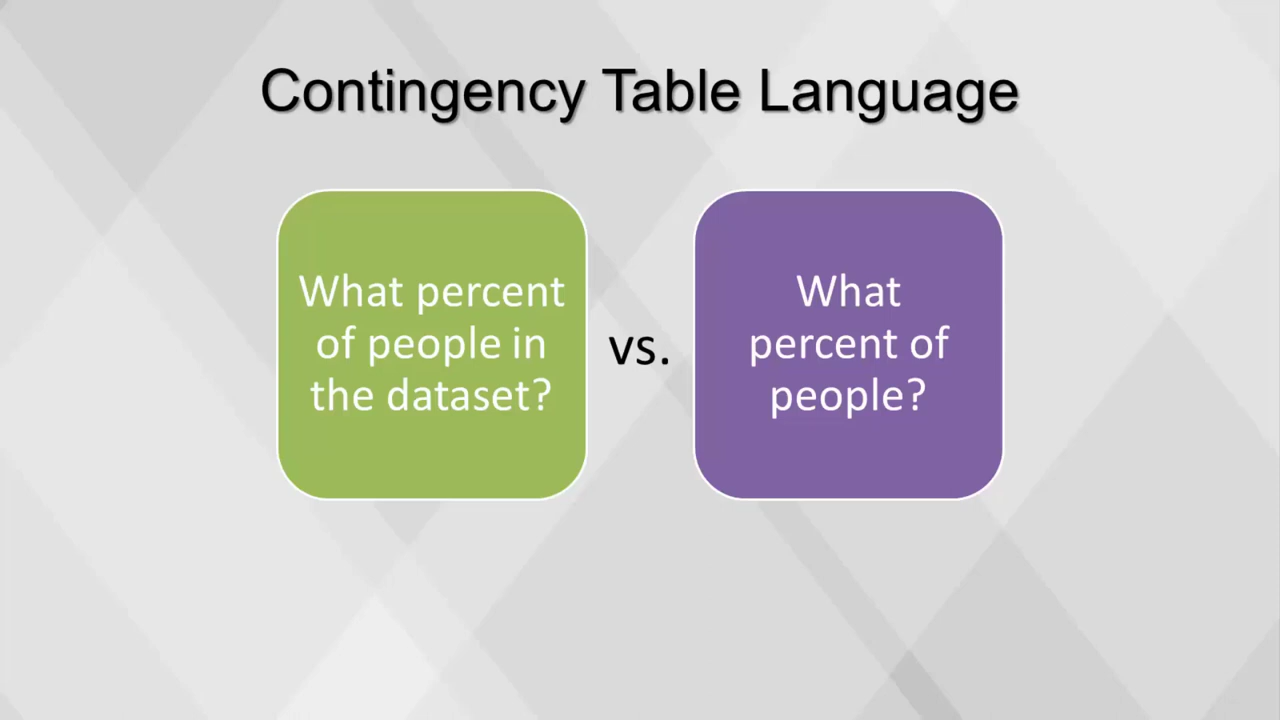 Contingency Table Language
What percent
of people in
the dataset?
vs.
What
percent of
people?